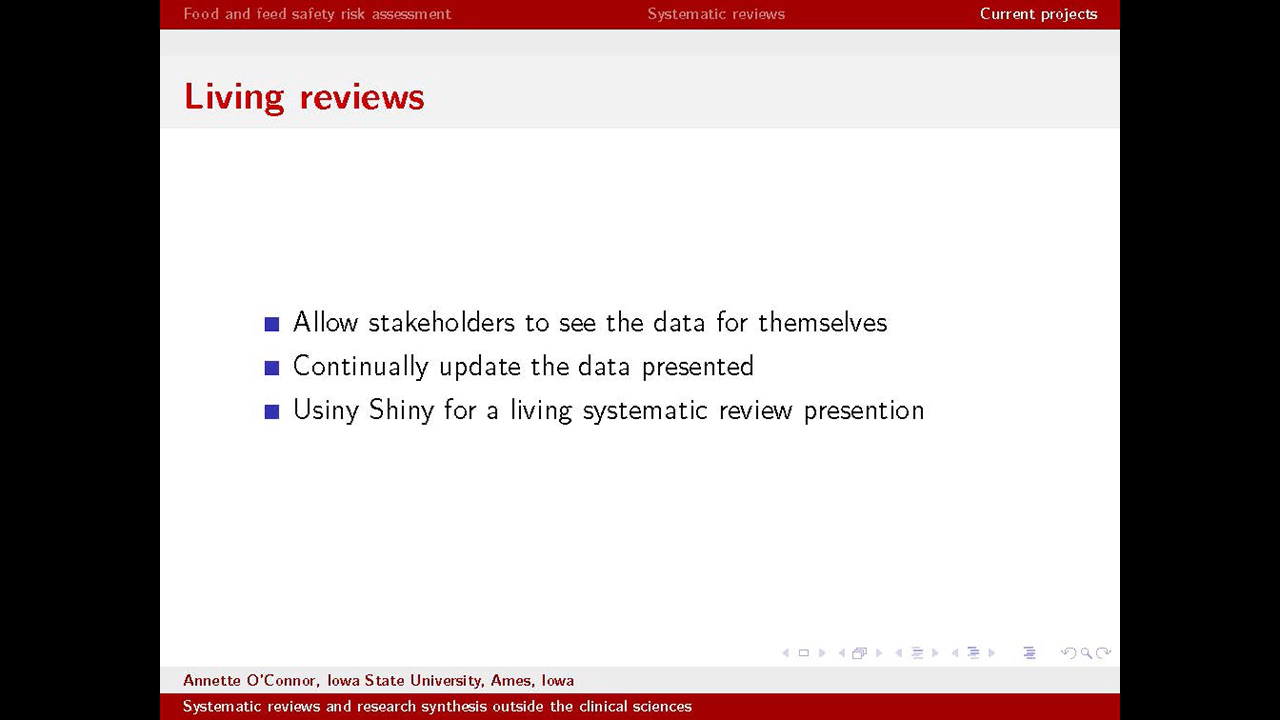 Food and feed safety risk assessment Systematic reviews Current projects
Living reviews
Allow stakeholders to see the data for themselves
Continually update the data presented
Usiny Shiny for a living systematic review presention
Annette O'Connor, Iowa State University, Ames, Iowa
Systematic reviews and research synthesis outside the clinical sciences